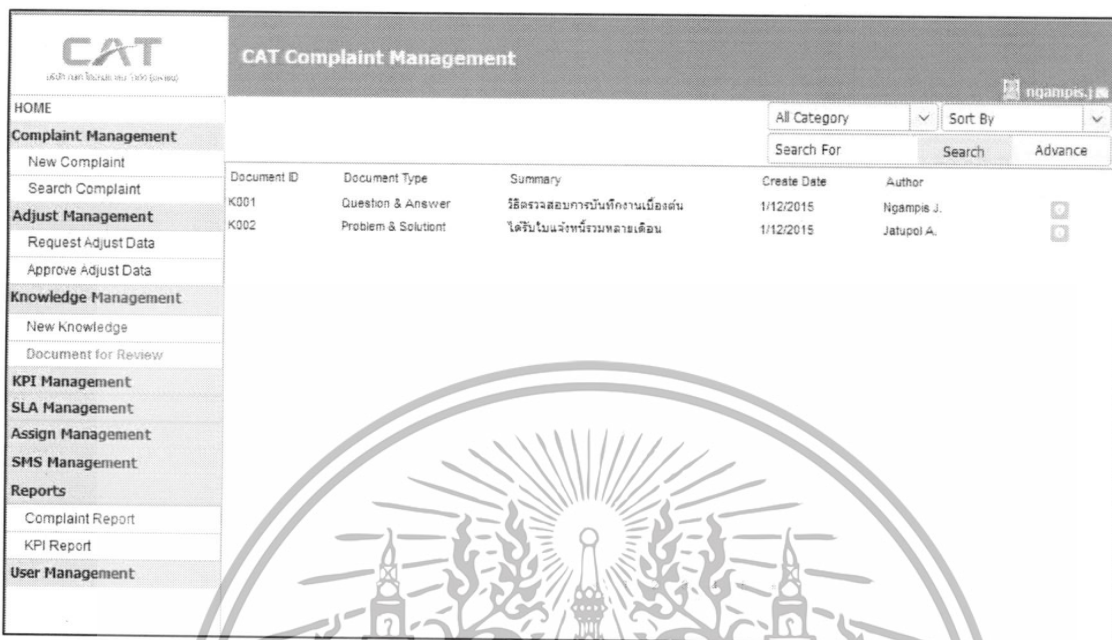 CAT
CAT Complaint Management
ngampis.j
HOME
Complaint Management
New Complaint
Search Complaint
Adjust Management
Request Adjust Data
Approve Adjust Data
Knowledge Management
New Knowledge
Document for Review
KPI Management
SLA Management
Assign Management
SMS Management
Reports
Complaint Report
KPI Report
User Management
All Category Sort By
Search For Search Advance
Document ID Document Type Summary Create Date Author
K001 Question & Answer วิธีตรวจสอบการบันทึกงานเบื้องต้น 1/12/2015 Ngampis J.
K002 Problem & Solutiont ได้รับใบแจ้งหนี้รวมหลายเดือน 1/12/2015 Jatupol A.